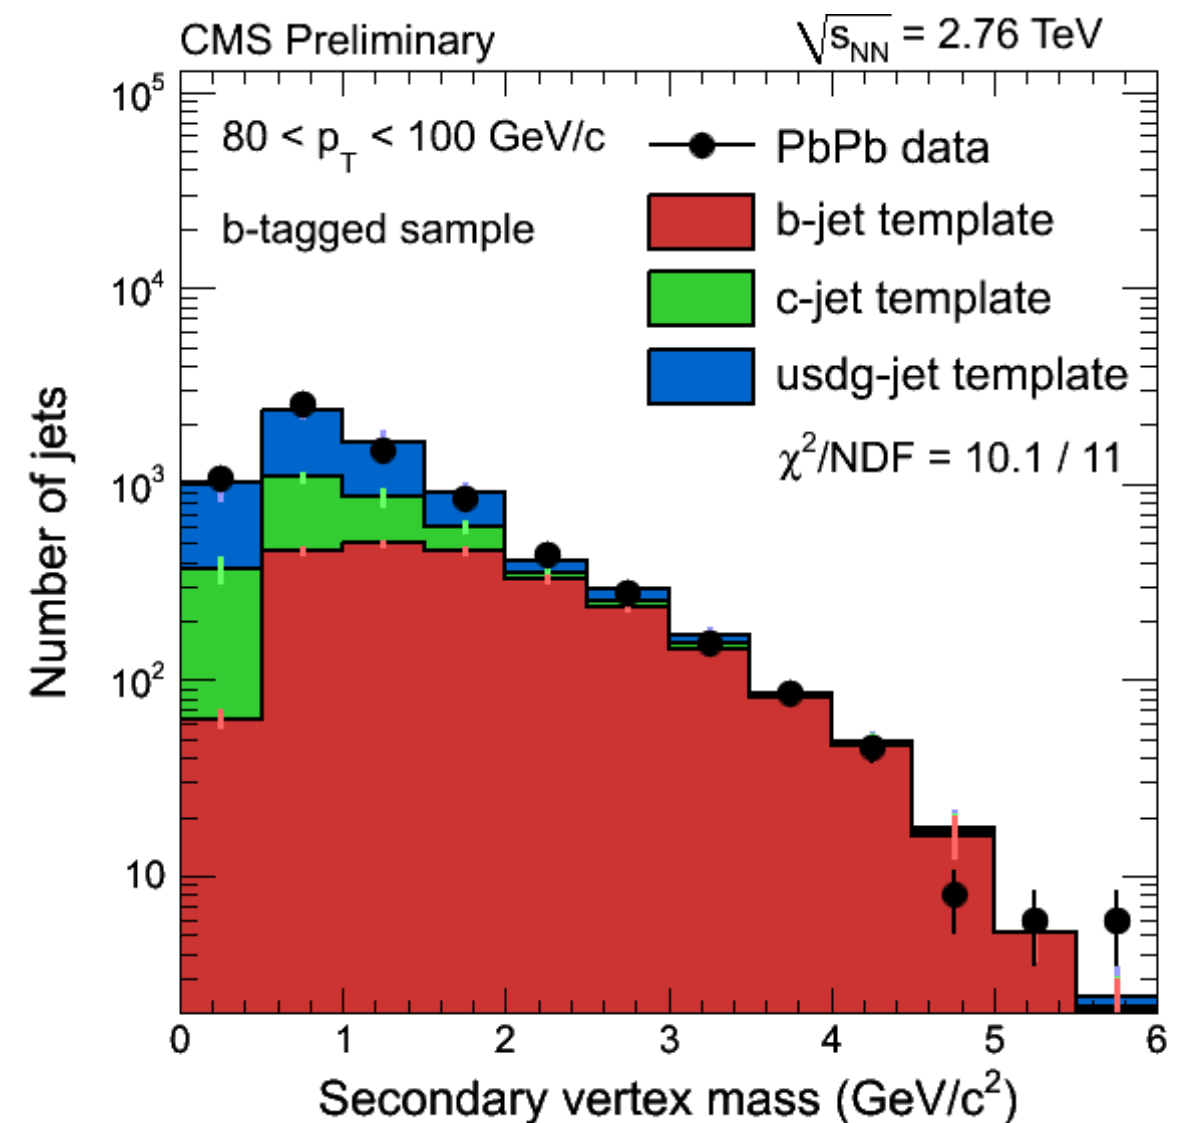 CMS Preliminary
√s_NN = 2.76 TeV
80 < p_T < 100 GeV/c
b-tagged sample
PbPb data
b-jet template
c-jet template
usdg-jet template
χ²/NDF = 10.1 / 11
Number of jets
10⁵
10⁴
10³
10²
10
0 1 2 3 4 5 6
Secondary vertex mass (GeV/c²)